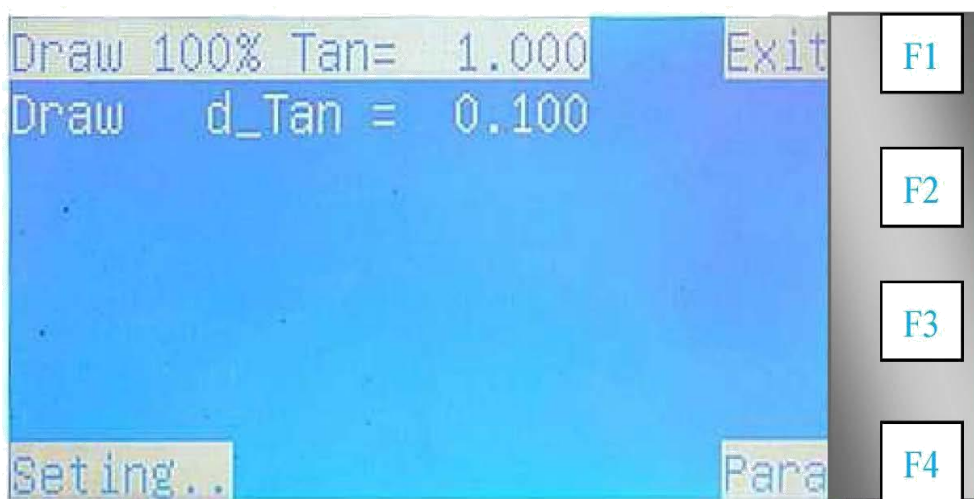 Draw 100% Tan= 1.000 Exit F1
Draw d_Tan = 0.100
F2
F3
Seting.. Para F4